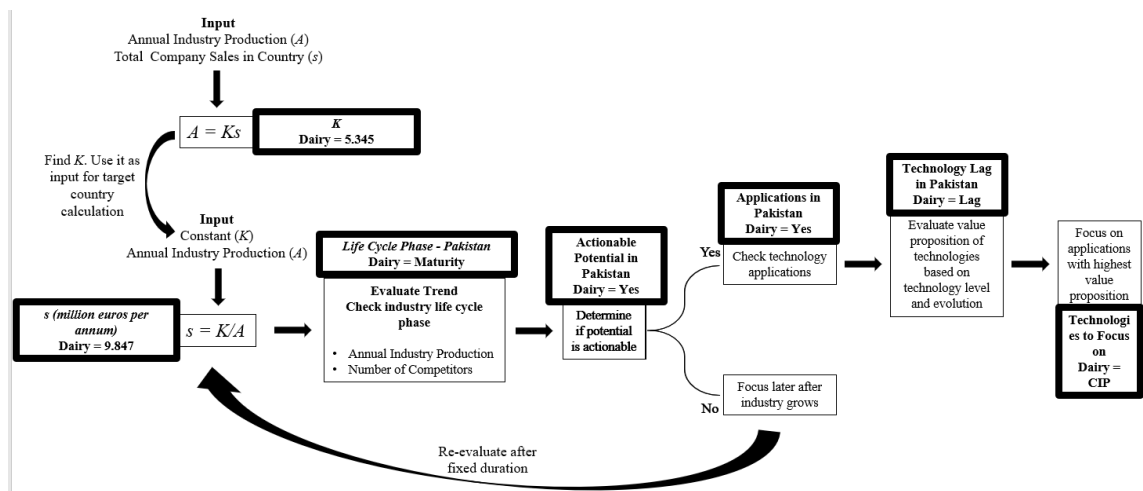 Input
Annual Industry Production (A)
Total Company Sales in Country (s)
A = Ks
K
Dairy = 5.345
Find K. Use it as
input for target
country
calculation
Input
Constant (K)
Annual Industry Production (A)
s (million euros per
annum)
Dairy = 9.847
s = K/A
Life Cycle Phase - Pakistan
Dairy = Maturity
Evaluate Trend
Check industry life cycle
phase
• Annual Industry Production
• Number of Competitors
Actionable
Potential in
Pakistan
Dairy = Yes
Determine
if potential
is actionable
Yes
Applications in
Pakistan
Dairy = Yes
Check technology
applications
No
Focus later after
industry grows
Re-evaluate after
fixed duration
Technology Lag
in Pakistan
Dairy = Lag
Evaluate value
proposition of
technologies
based on
technology level
and evolution
Focus on
applications
with highest
value
proposition
Technologi
es to Focus
on
Dairy =
CIP